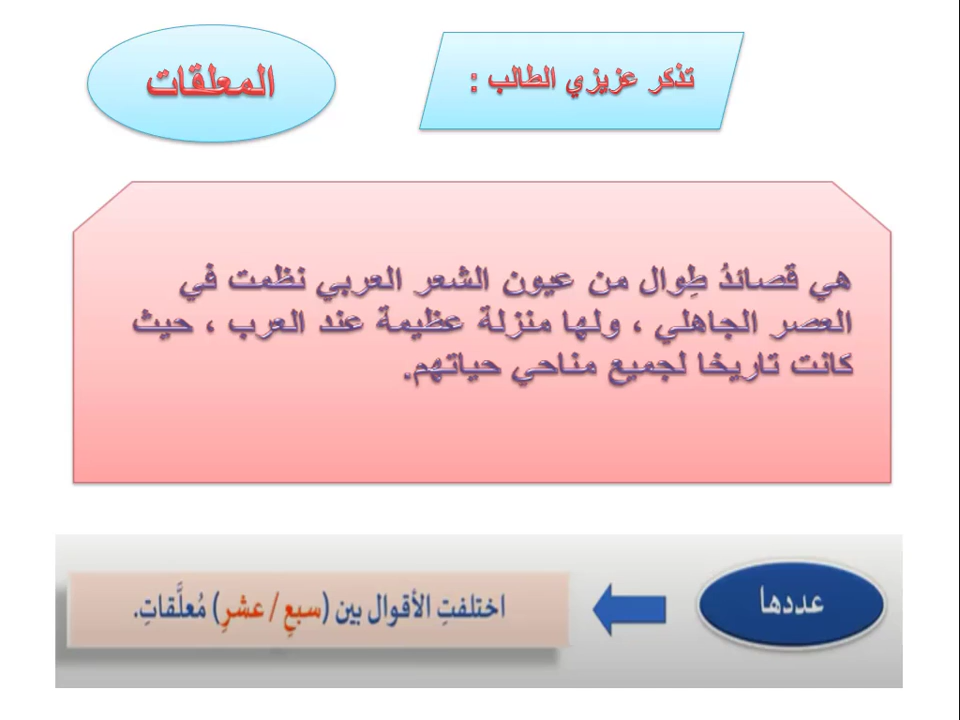 تذكر عزيزي الطالب :
المعلقات
هي قصائدُ طِوال من عيون الشعر العربي نظمت في
العصر الجاهلي ، ولها منزلة عظيمة عند العرب ، حيث
كانت تاريخا لجميع مناحي حياتهم.
عددها
اختلفتِ الأقوال بين (سبعِ / عشرِ) مُعلَّقاتِ.